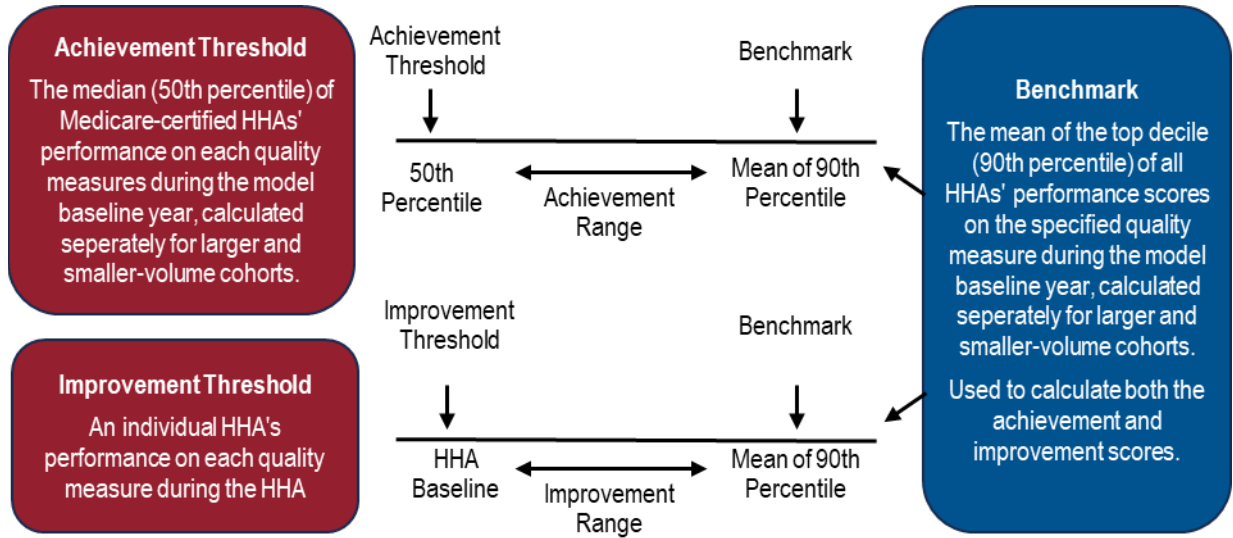 Achievement Threshold
The median (50th percentile) of
Medicare-certified HHAs'
performance on each quality
measures during the model
baseline year, calculated
seperately for larger and
smaller-volume cohorts.
Improvement Threshold
An individual HHA's
performance on each quality
measure during the HHA
Achievement
Threshold
Benchmark
50th
Percentile
Achievement
Range
Mean of 90th
Percentile
Improvement
Threshold
Benchmark
HHA
Baseline
Improvement
Range
Mean of 90th
Percentile
Benchmark
The mean of the top decile
(90th percentile) of all
HHAs' performance scores
on the specified quality
measure during the model
baseline year, calculated
seperately for larger and
smaller-volume cohorts.
Used to calculate both the
achievement and
improvement scores.